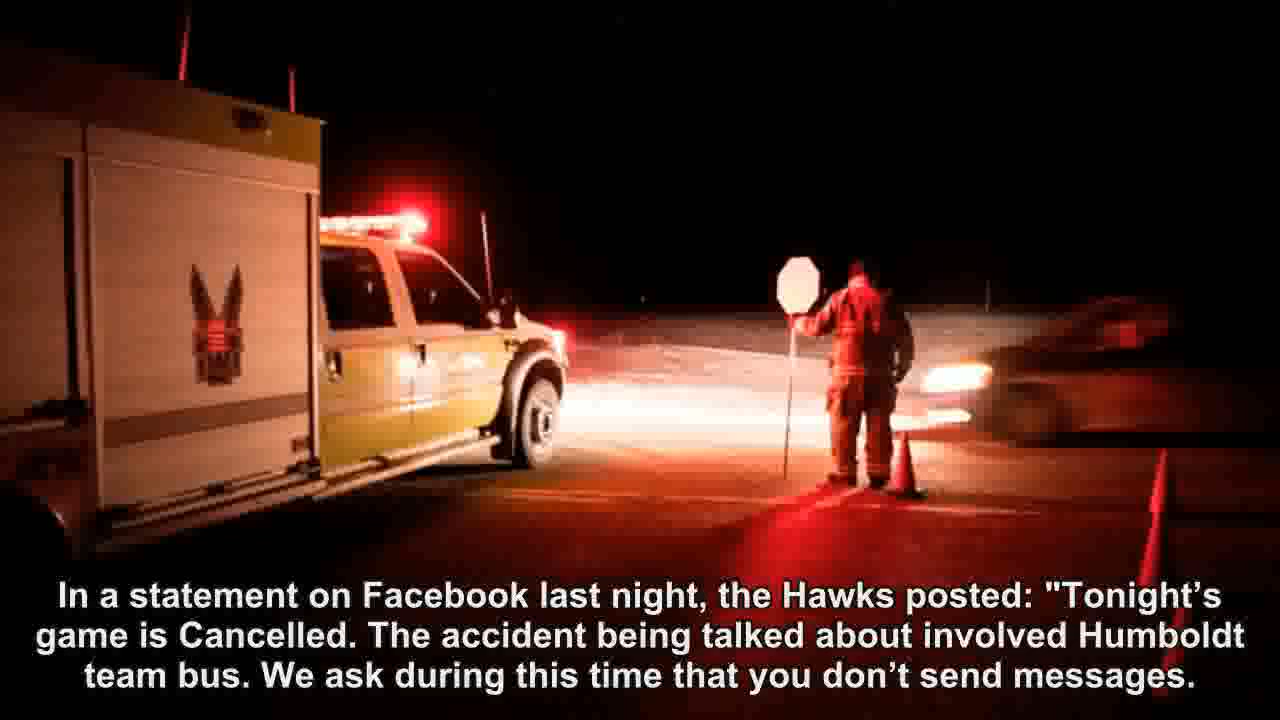 In a statement on Facebook last night, the Hawks posted: "Tonight’s
game is Cancelled. The accident being talked about involved Humboldt
team bus. We ask during this time that you don’t send messages.